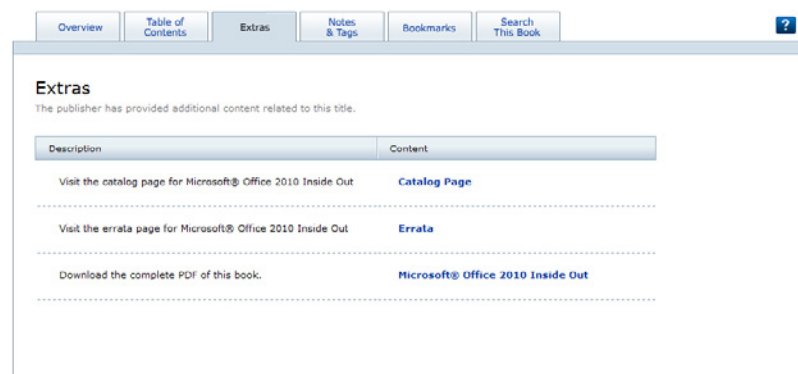 Overview
Table of
Contents
Extras
Notes
& Tags
Bookmarks
Search
This Book
?
Extras
The publisher has provided additional content related to this title.
Description Content
Visit the catalog page for Microsoft® Office 2010 Inside Out Catalog Page
Visit the errata page for Microsoft® Office 2010 Inside Out Errata
Download the complete PDF of this book. Microsoft® Office 2010 Inside Out